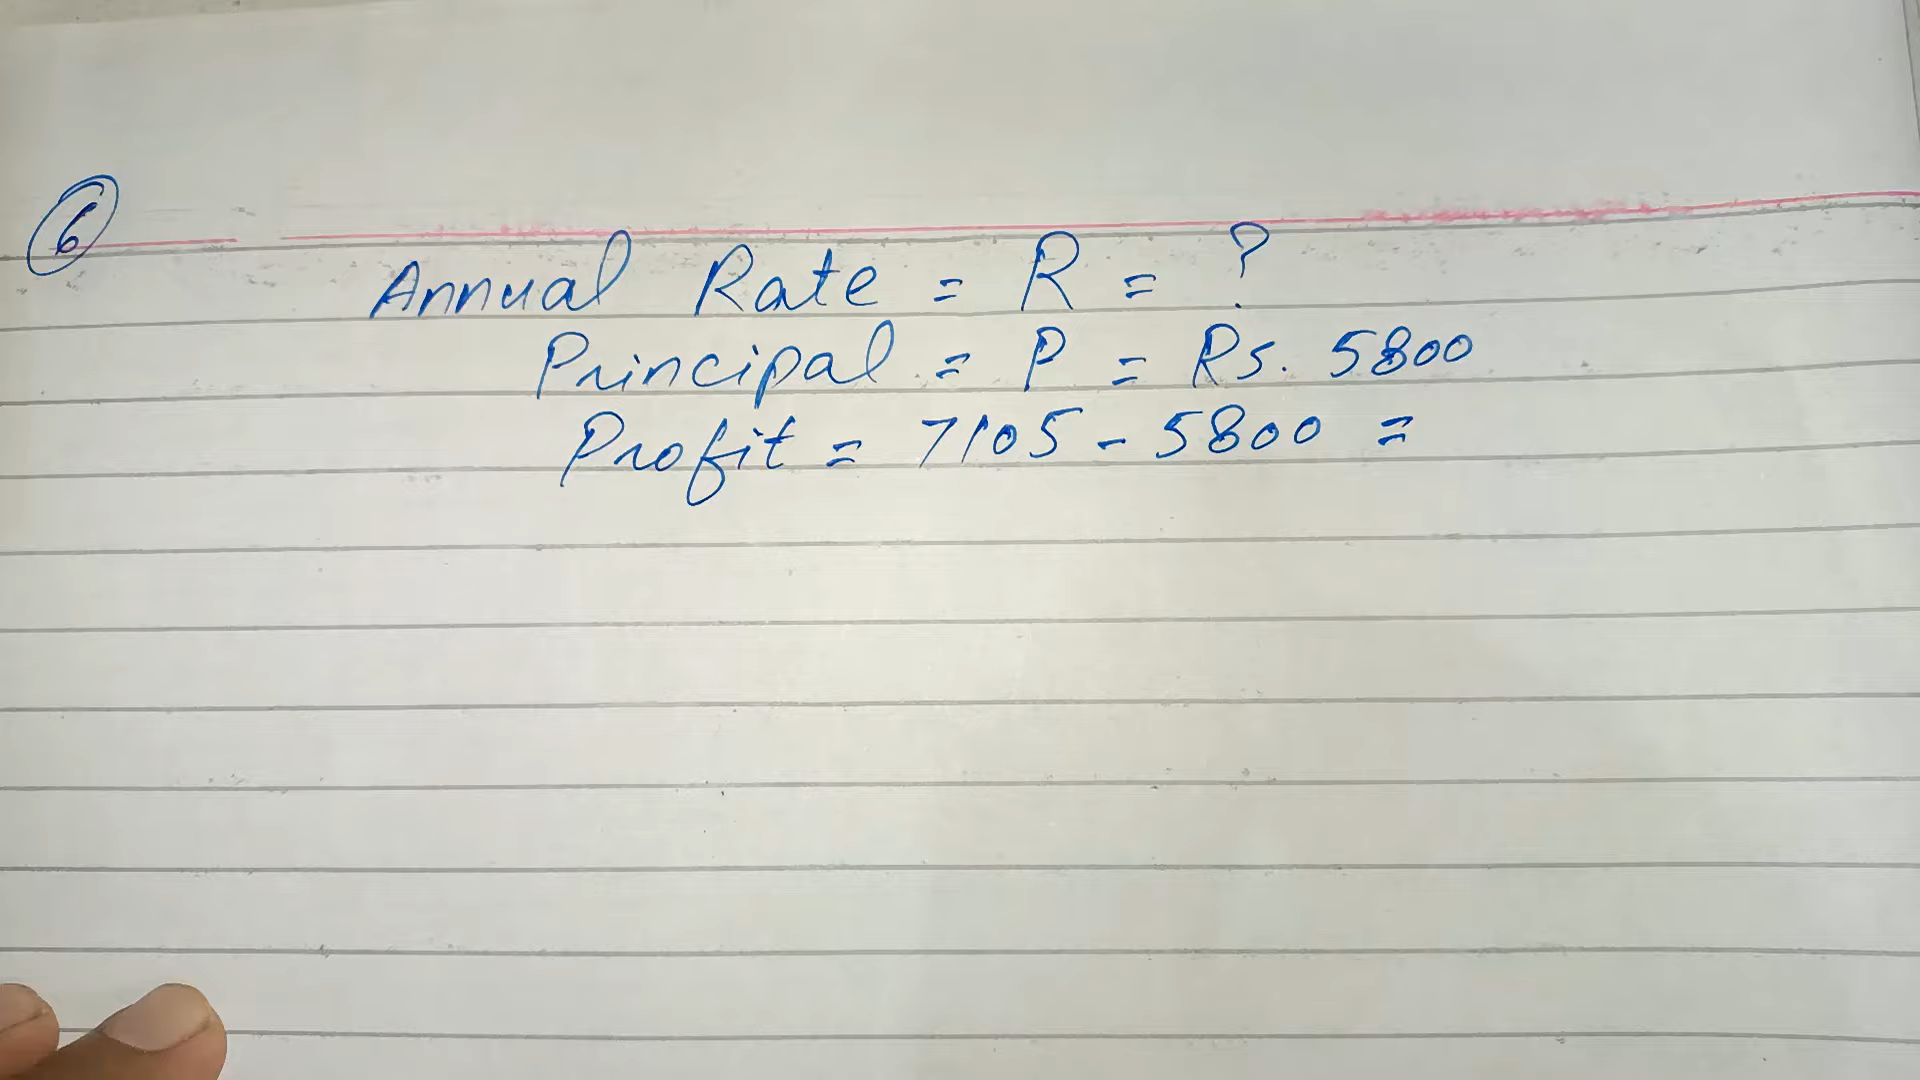 6
Annual Rate = R = ?
Principal = P = Rs. 5800
Profit = 7105 - 5800 =